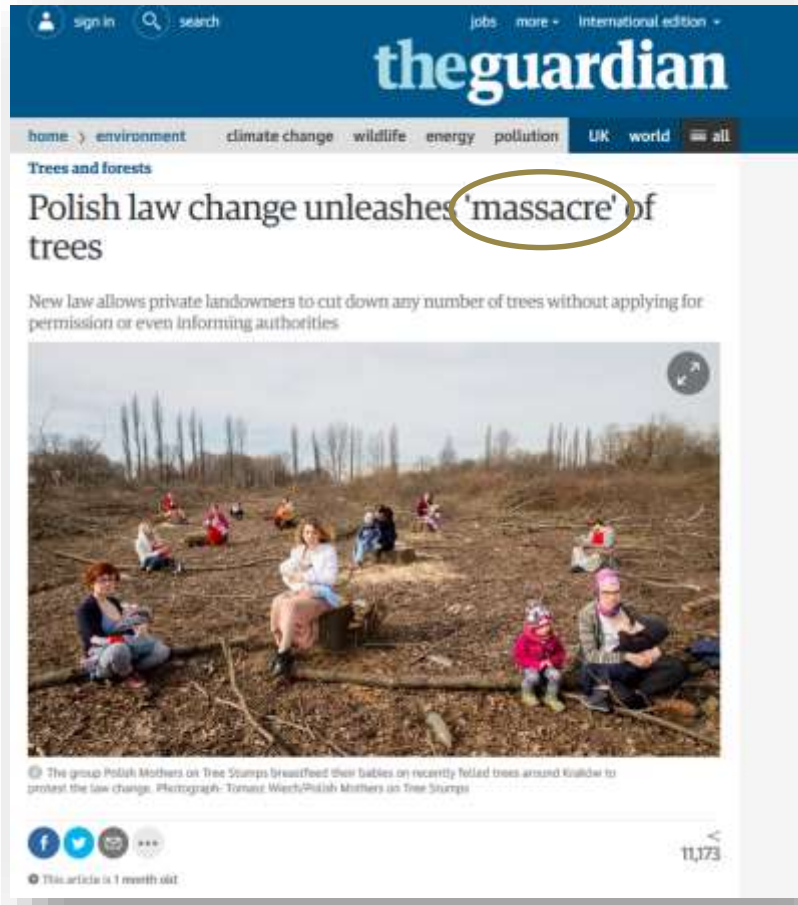 sign in search jobs more international edition
theguardian
home > environment climate change wildlife energy pollution UK world all
Trees and forests
Polish law change unleashes 'massacre' of
trees
New law allows private landowners to cut down any number of trees without applying for
permission or even informing authorities
The group Polish Mothers on Tree Stumps breastfeed their babies on recently felled trees around Kraków to
protest the law change. Photograph: Tomasz Wiech/Polish Mothers on Tree Stumps
11,173
This article is 1 month old